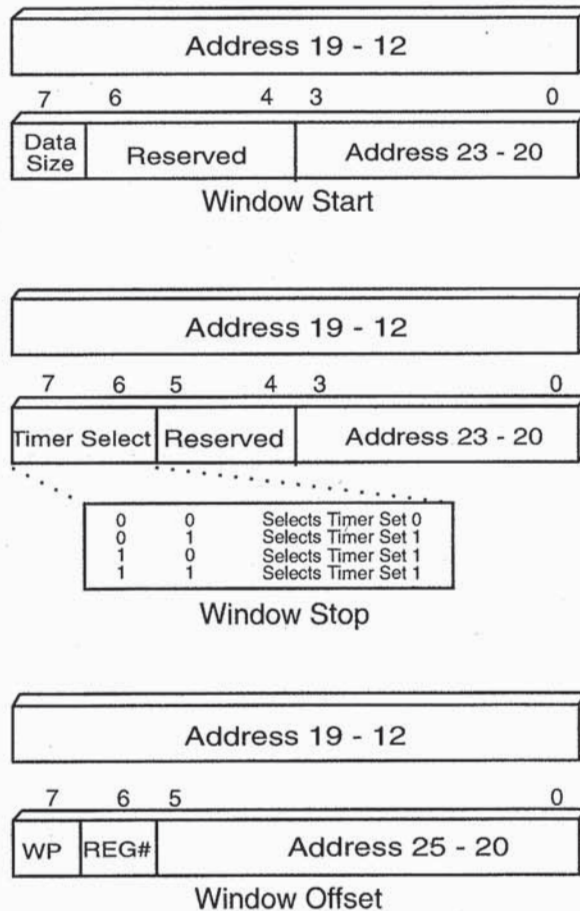 Address 19 - 12
7 6 4 3 0
Data Size Reserved Address 23 - 20
Window Start
Address 19 - 12
7 6 5 4 3 0
Timer Select Reserved Address 23 - 20
0 0 Selects Timer Set 0
0 1 Selects Timer Set 1
1 0 Selects Timer Set 1
1 1 Selects Timer Set 1
Window Stop
Address 19 - 12
7 6 5 0
WP REG# Address 25 - 20
Window Offset